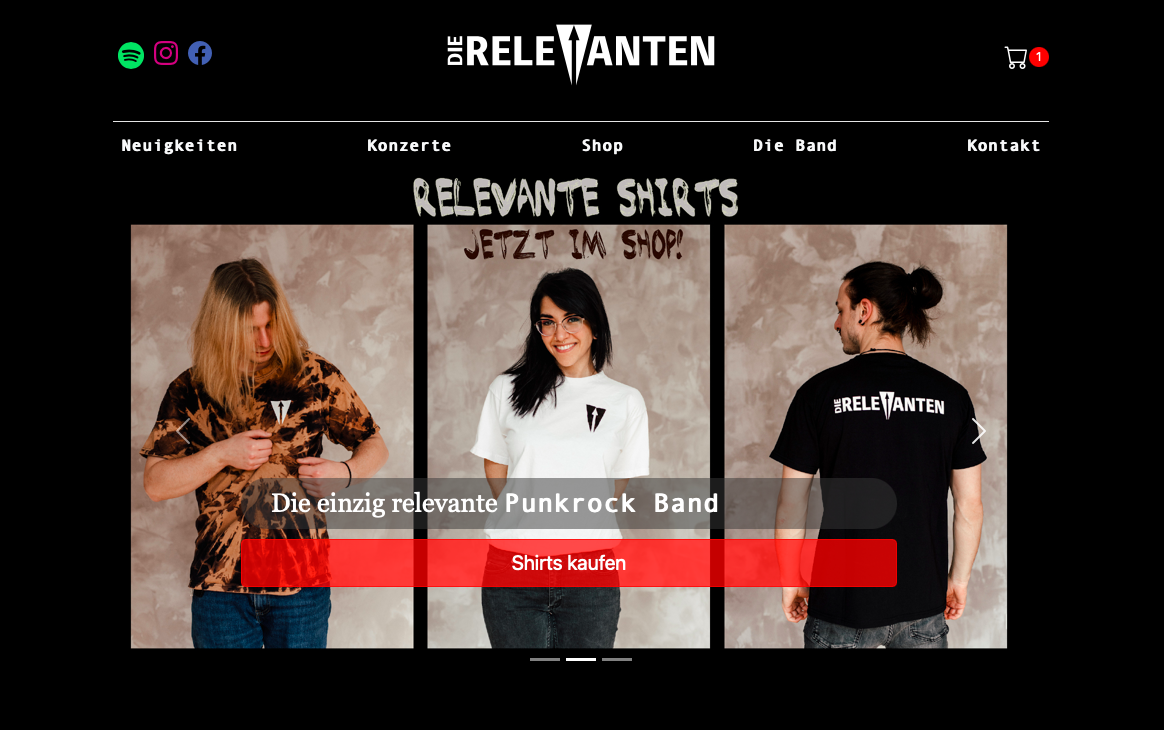 DIE RELEVANTEN
1
Neuigkeiten Konzerte Shop Die Band Kontakt
RELEVANTE SHIRTS
JETZT IM SHOP!
DIE RELEVANTEN
Die einzig relevante Punkrock Band
Shirts kaufen